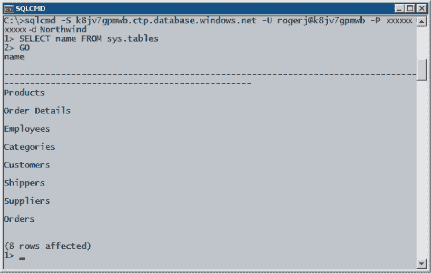 SQLCMD
C:\>sqlcmd -S k8jv7gpmwb.ctp.database.windows.net -U rogerj@k8jv7gpmwb -P xxxxxx
xxxxx -d Northwind
1> SELECT name FROM sys.tables
2> GO
name
--------------------------------------------------------------------------------
------------------------------------------------
Products
Order Details
Employees
Categories
Customers
Shippers
Suppliers
Orders
(8 rows affected)
1> _